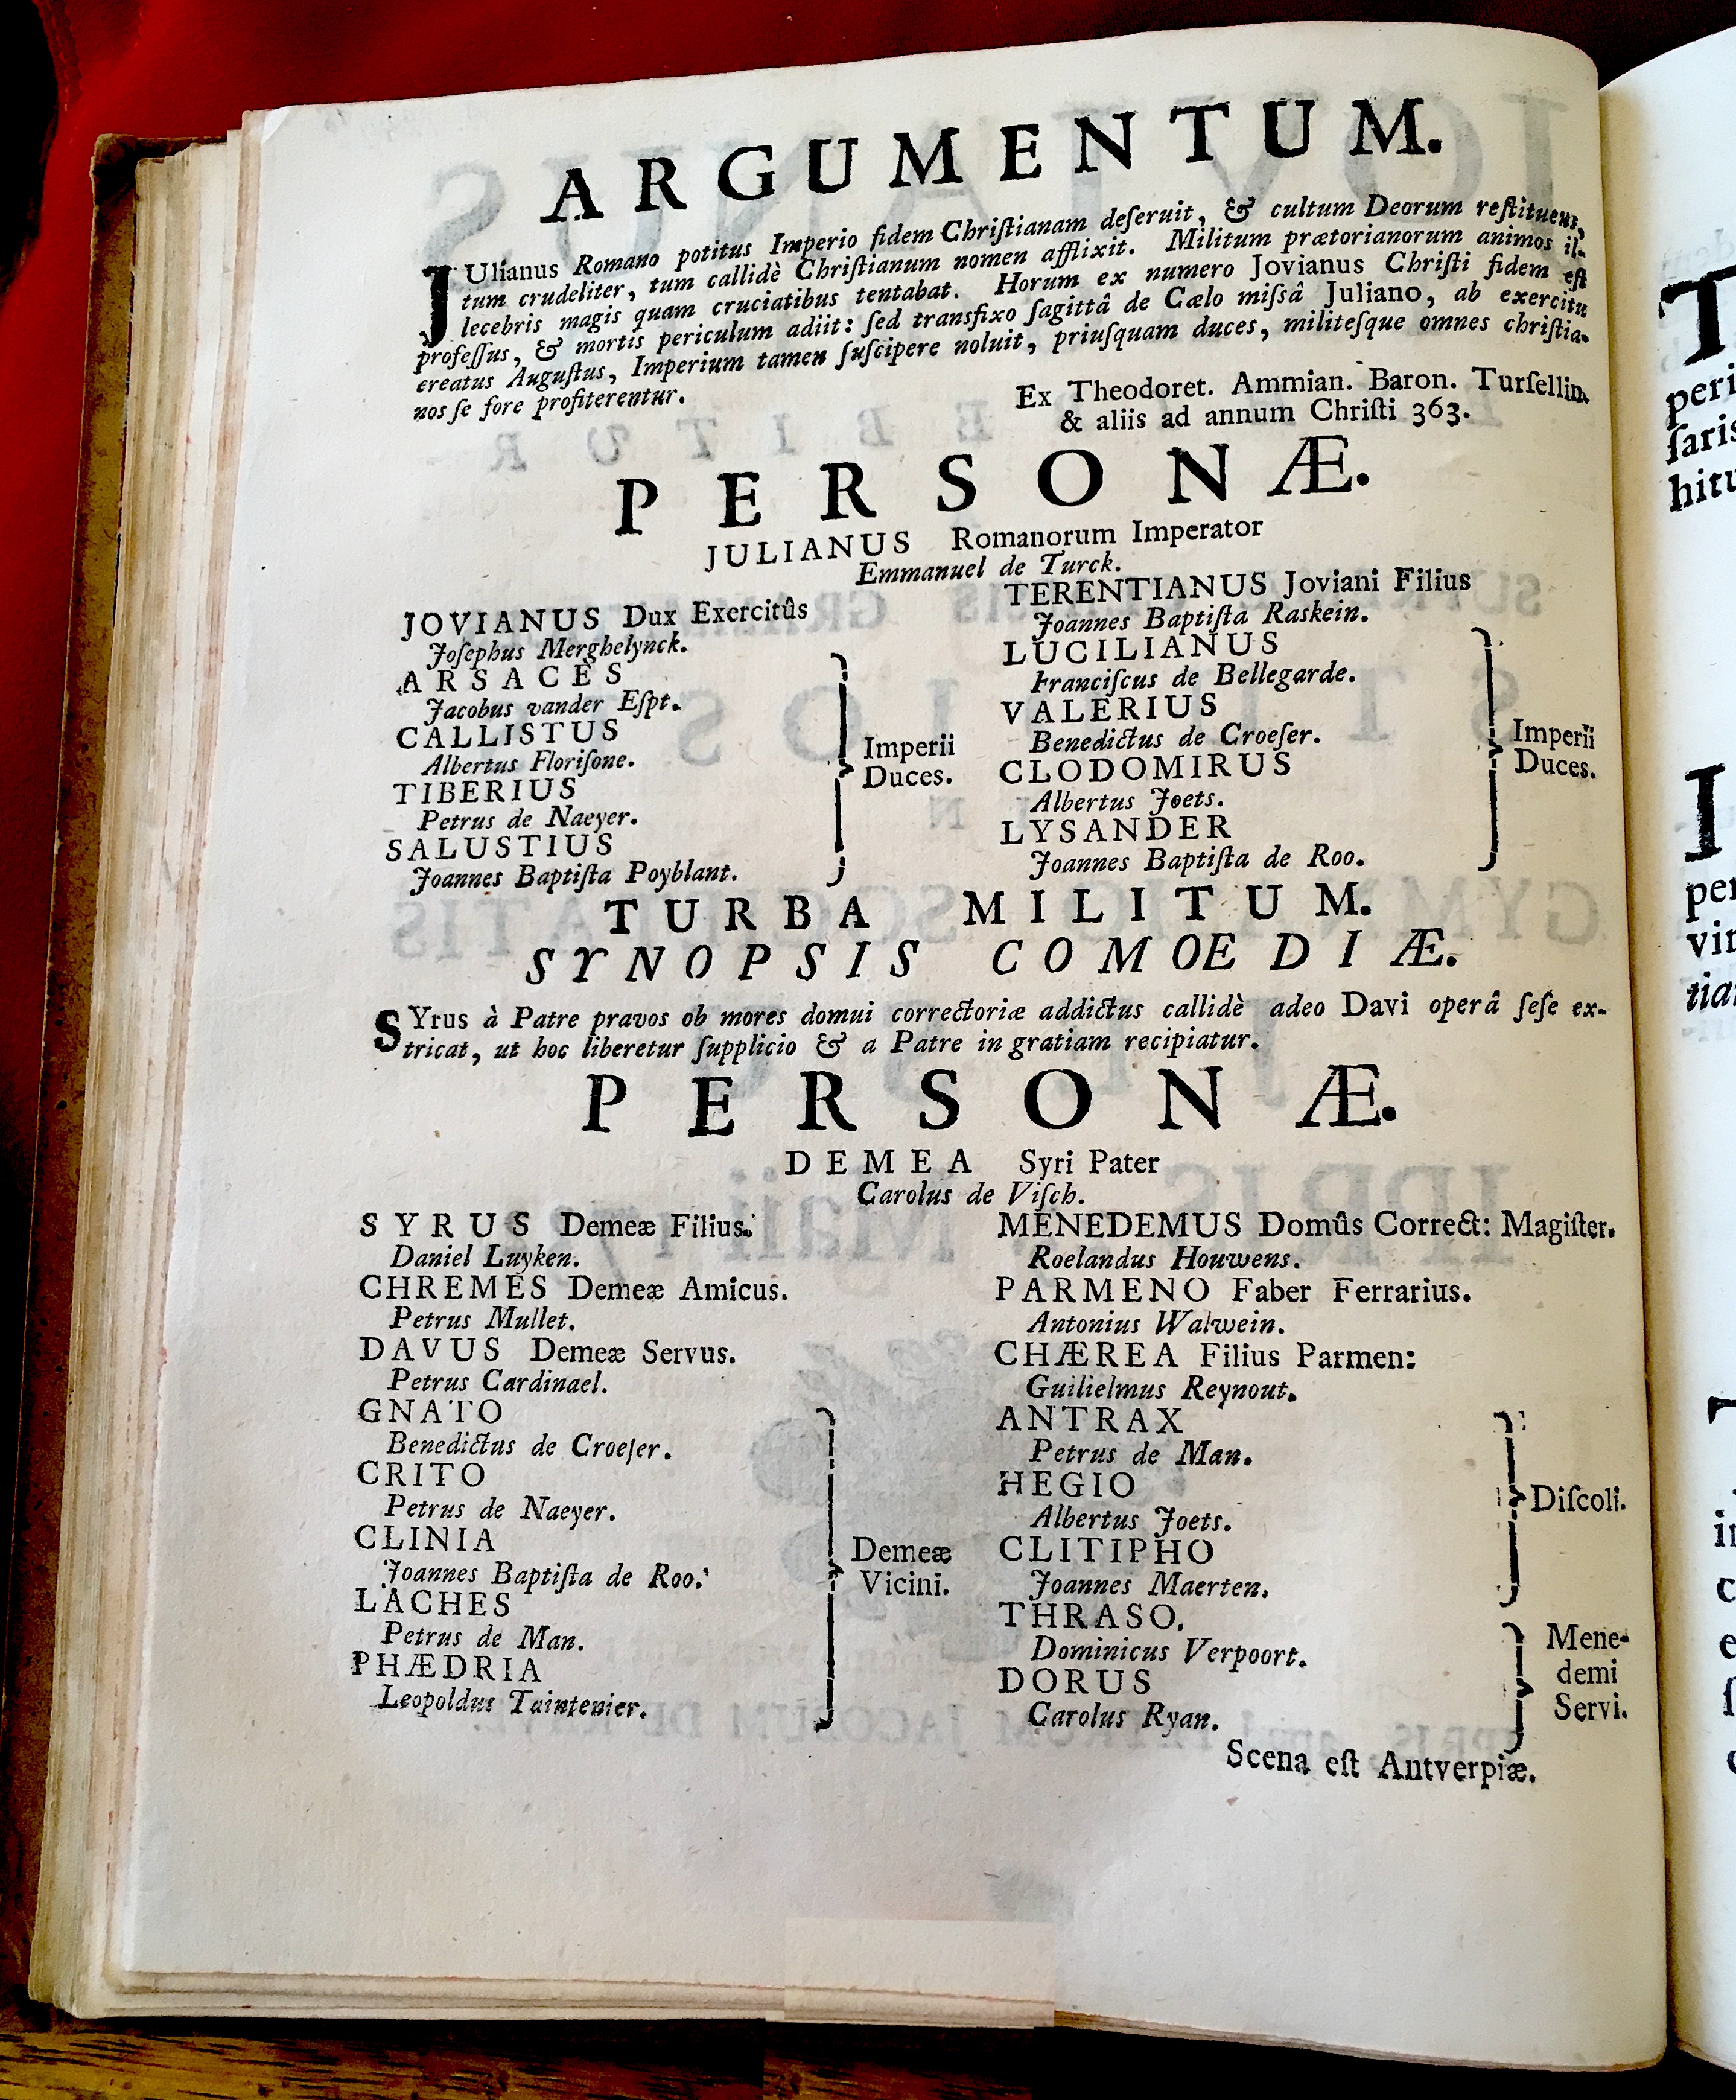 ARGUMENTUM.
JUlianus Romano potitus Imperio fidem Chriſtianam deſeruit, & cultum Deorum reſtituens,
tum crudeliter, tum callidè Chriſtianum nomen afflixit. Militum prætorianorum animos il-
lecebris magis quam cruciatibus tentabat. Horum ex numero Jovianus Chriſti fidem eſt
profeſſus, & mortis periculum adiit: ſed transfixo ſagittâ de Cælo miſsâ Juliano, ab exercitu
creatus Auguſtus, Imperium tamen ſuſcipere noluit, priuſquam duces, militeſque omnes chriſtia-
nos ſe fore profiterentur.
Ex Theodoret. Ammian. Baron. Turſellin.
& aliis ad annum Chriſti 363.
PERSONÆ.
JULIANUS Romanorum Imperator
Emmanuel de Turck.
JOVIANUS Dux Exercitûs
Joſephus Merghelynck.
ARSACES
Jacobus vander Eſpt.
CALLISTUS
Albertus Floriſone.
TIBERIUS
Petrus de Naeyer.
SALUSTIUS
Joannes Baptiſta Poyblant.
Imperii
Duces.
TERENTIANUS Joviani Filius
Joannes Baptiſta Raskein.
LUCILIANUS
Franciſcus de Bellegarde.
VALERIUS
Benedictus de Croeſer.
CLODOMIRUS
Albertus Joets.
LYSANDER
Joannes Baptiſta de Roo.
Imperii
Duces.
TURBA MILITUM.
SYNOPSIS COMOEDIÆ.
SYrus à Patre pravos ob mores domui correctoriæ addictus callidè adeo Davi operâ ſeſe ex-
tricat, ut hoc liberetur ſupplicio & a Patre in gratiam recipiatur.
PERSONÆ.
DEMEA Syri Pater
Carolus de Viſch.
SYRUS Demeæ Filius.
Daniel Luyken.
CHREMES Demeæ Amicus.
Petrus Mullet.
DAVUS Demeæ Servus.
Petrus Cardinael.
GNATO
Benedictus de Croeſer.
CRITO
Petrus de Naeyer.
CLINIA
Joannes Baptiſta de Roo.
LACHES
Petrus de Man.
PHÆDRIA
Leopoldus Taintenier.
Demeæ
Vicini.
MENEDEMUS Domûs Correct: Magiſter.
Roelandus Houwens.
PARMENO Faber Ferrarius.
Antonius Walwein.
CHÆREA Filius Parmen:
Guilielmus Reynout.
ANTRAX
Petrus de Man.
HEGIO
Albertus Joets.
CLITIPHO
Joannes Maerten.
Diſcoli.
THRASO.
Dominicus Verpoort.
DORUS
Carolus Ryan.
Mene-
demi
Servi.
Scena eſt Antverpiæ.